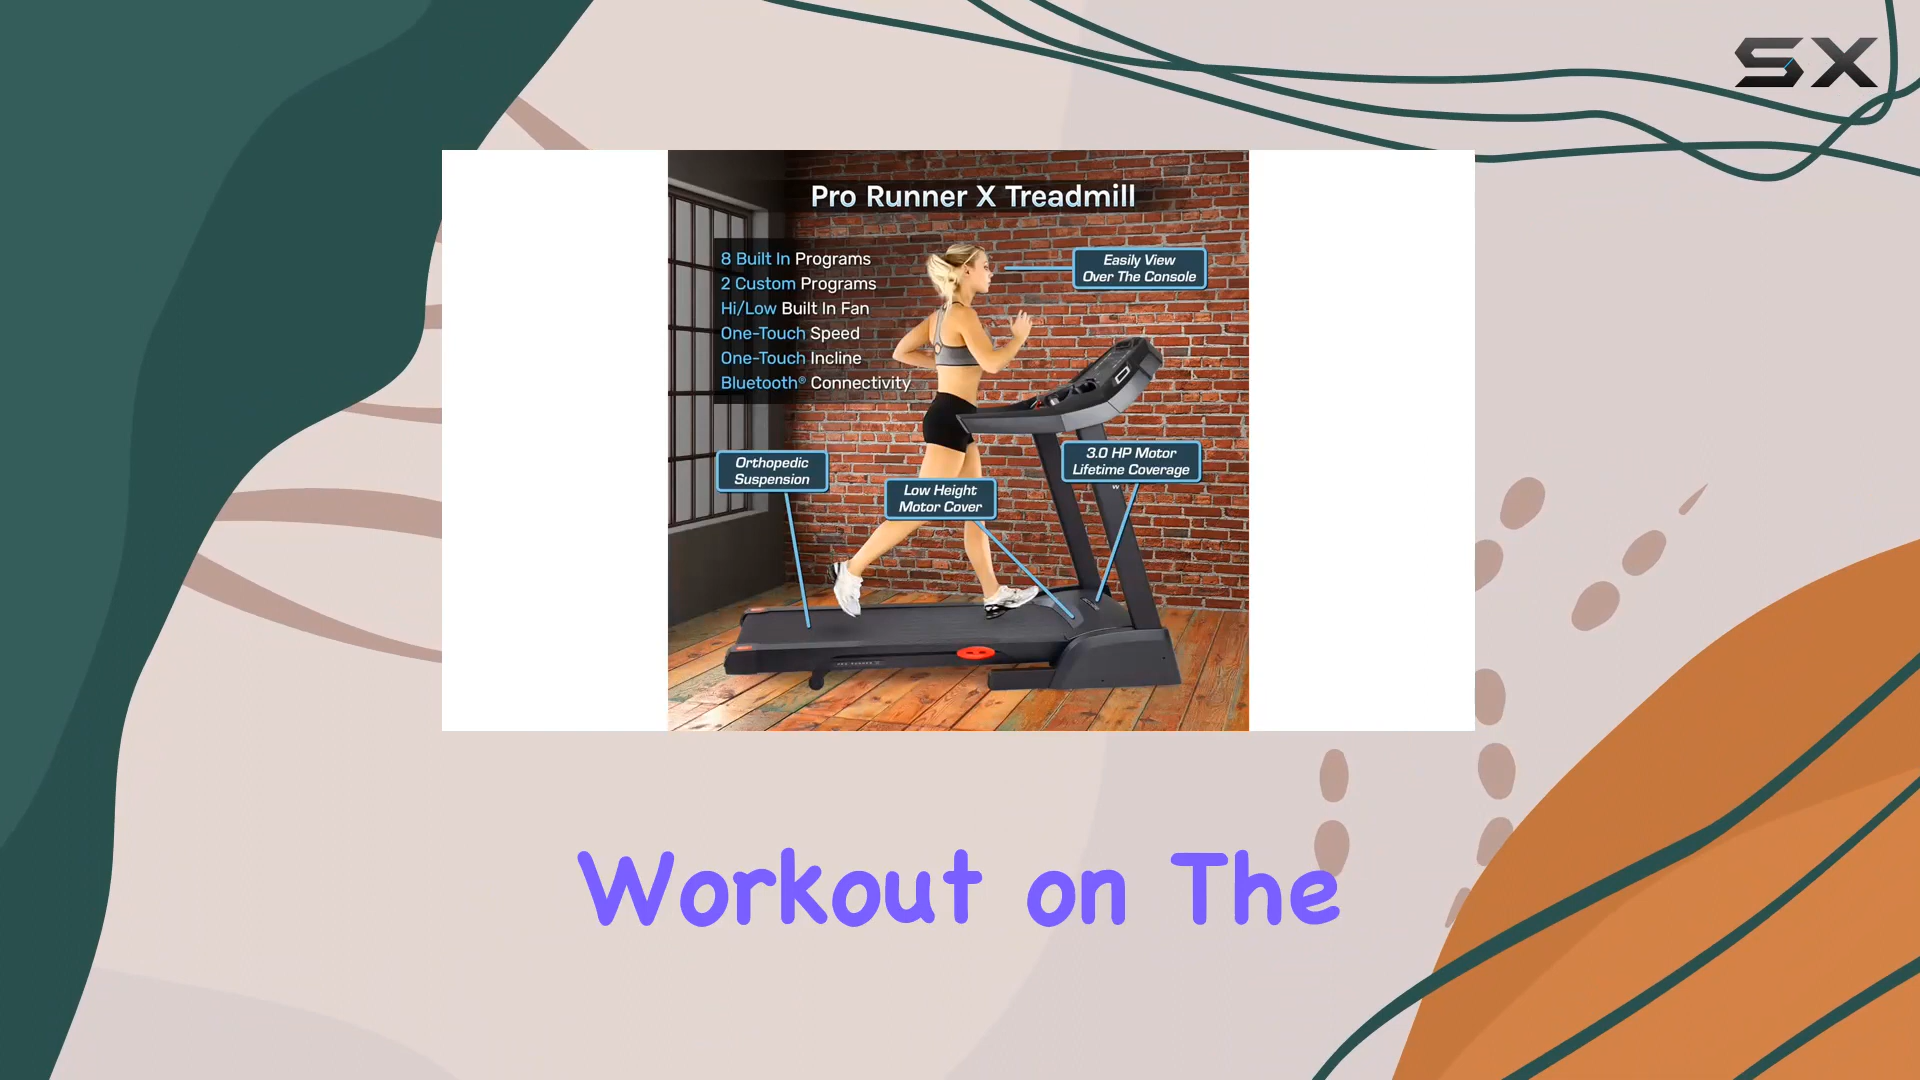 SX
Pro Runner X Treadmill
8 Built In Programs
2 Custom Programs
Hi/Low Built In Fan
One-Touch Speed
One-Touch Incline
Bluetooth® Connectivity
Easily View
Over The Console
Orthopedic
Suspension
Low Height
Motor Cover
3.0 HP Motor
Lifetime Coverage
PRO RUNNER X
Workout on The